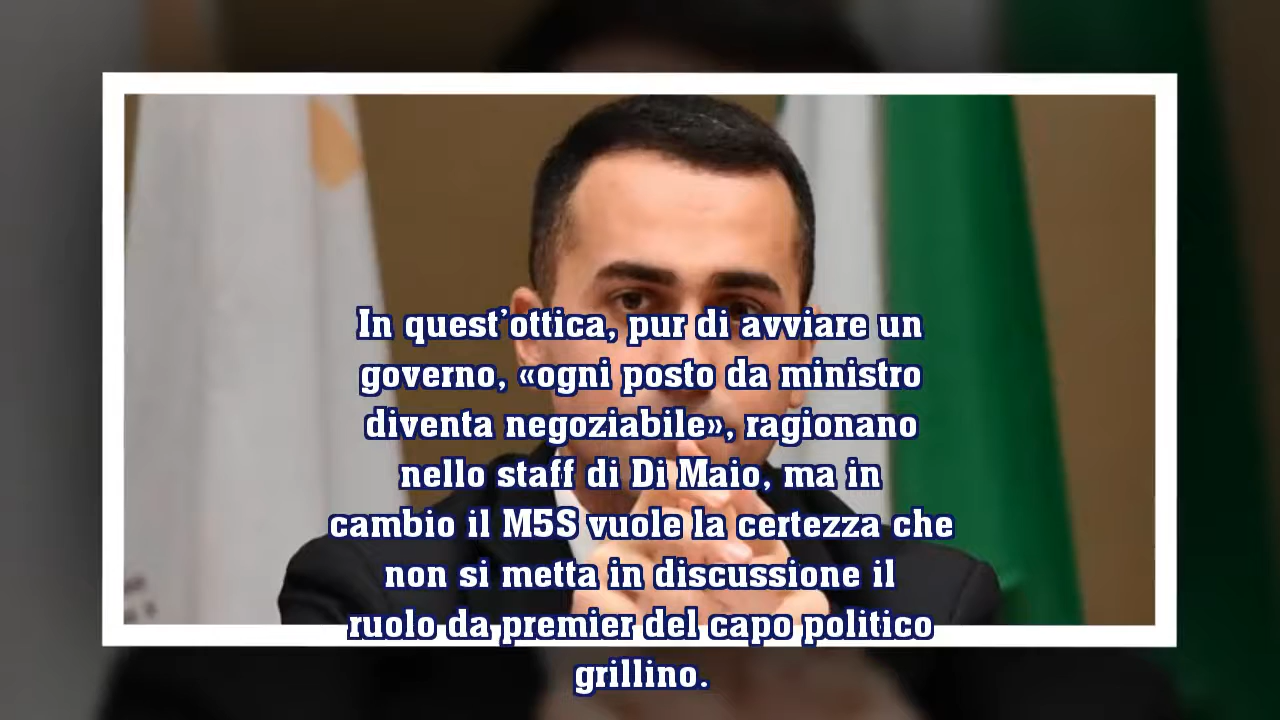 In quest'ottica, pur di avviare un
governo, «ogni posto da ministro
diventa negoziabile», ragionano
nello staff di Di Maio, ma in
cambio il M5S vuole la certezza che
non si metta in discussione il
ruolo da premier del capo politico
grillino.